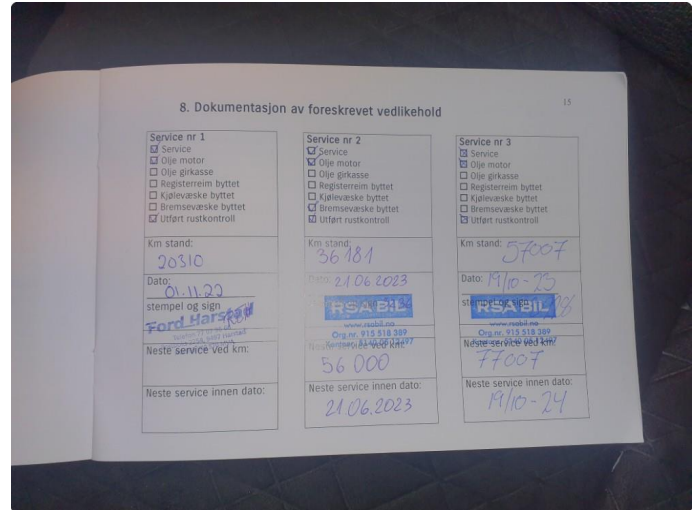 15
8. Dokumentasjon av foreskrevet vedlikehold
Service nr 1
Service
Olje motor
Olje girkasse
Registerreim byttet
Kjølevæske byttet
Bremsevæske byttet
Utført rustkontroll
Km stand:
20310
Dato:
01.11.22
stempel og sign
Ford Harstad
Neste service ved km:
Neste service innen dato:
Service nr 2
Service
Olje motor
Olje girkasse
Registerreim byttet
Kjølevæske byttet
Bremsevæske byttet
Utført rustkontroll
Km stand:
36181
Dato: 21.06.2023
RSA BIL
www.rsabil.no
Org.nr. 915 518 389
Neste service ved km:
56 000
Neste service innen dato:
21.06.2023
Service nr 3
Service
Olje motor
Olje girkasse
Registerreim byttet
Kjølevæske byttet
Bremsevæske byttet
Utført rustkontroll
Km stand: 57007
Dato: 19/10-23
stempel og sign
RSA BIL
www.rsabil.no
Org.nr. 915 518 389
Neste service ved km:
77007
Neste service innen dato:
19/10-24